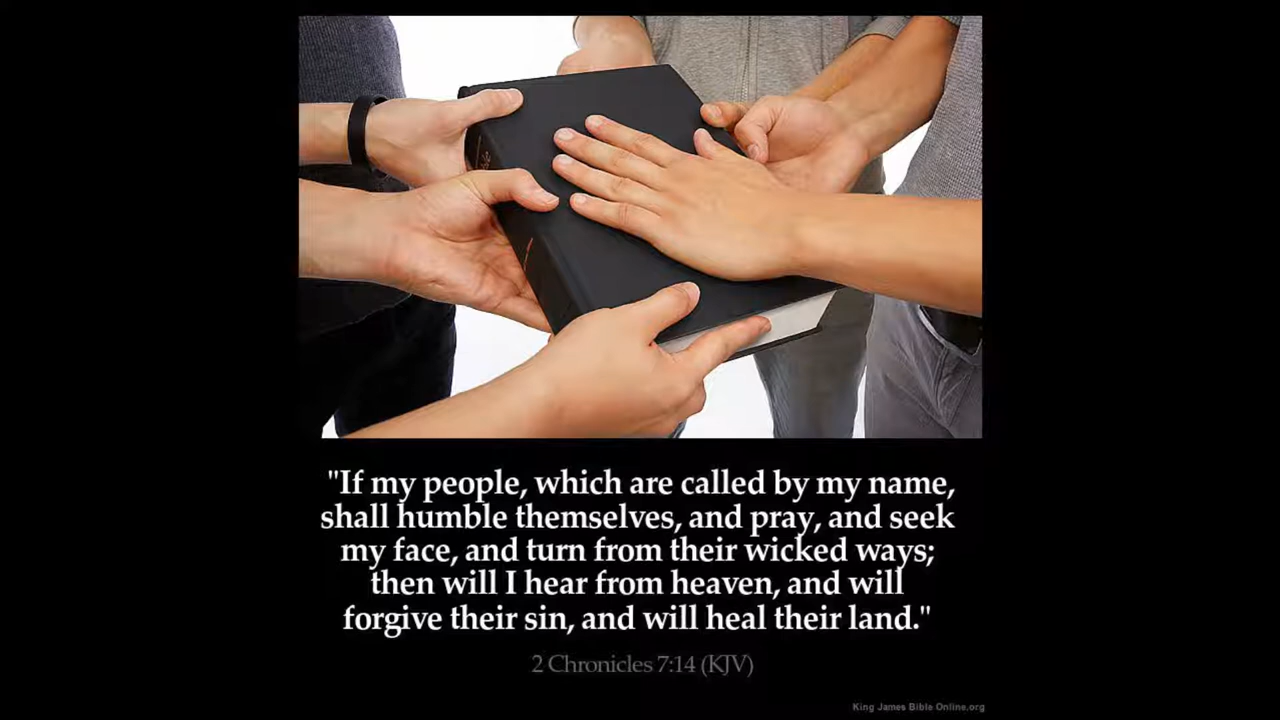 "If my people, which are called by my name,
shall humble themselves, and pray, and seek
my face, and turn from their wicked ways;
then will I hear from heaven, and will
forgive their sin, and will heal their land."
2 Chronicles 7:14 (KJV)
King James Bible Online.org